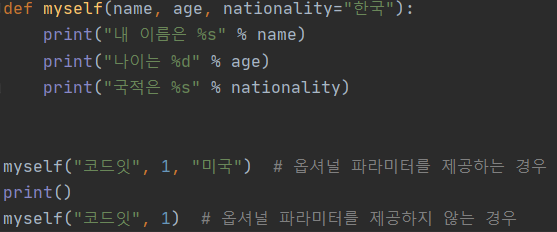 def myself(name, age, nationality="한국"):
    print("내 이름은 %s" % name)
    print("나이는 %d" % age)
    print("국적은 %s" % nationality)
myself("코드잇", 1, "미국")  # 옵셔널 파라미터를 제공하는 경우
print()
myself("코드잇", 1)  # 옵셔널 파라미터를 제공하지 않는 경우